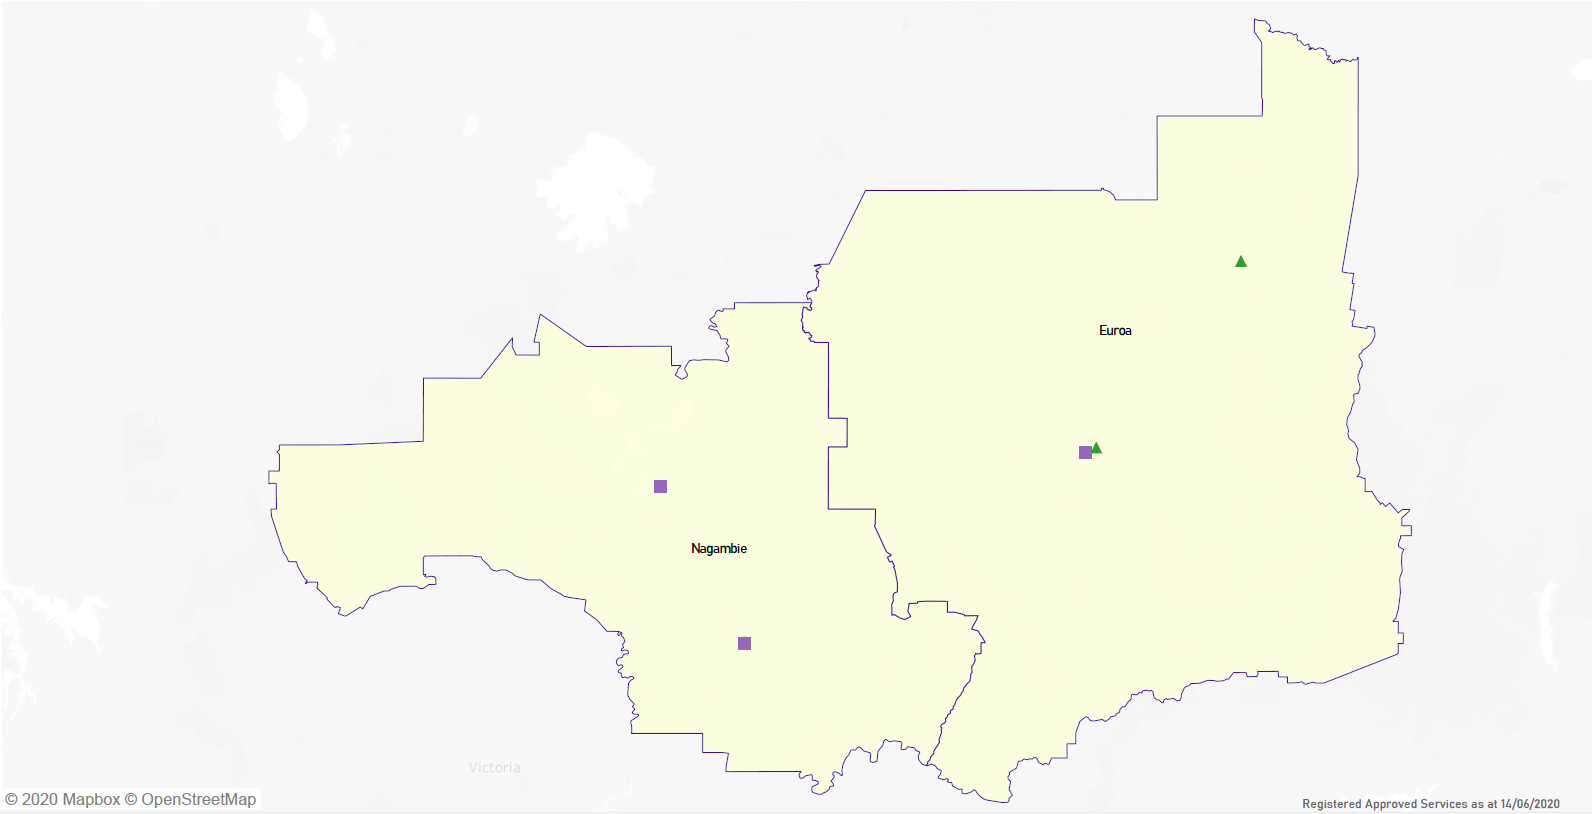 Euroa
Nagambie
Victoria
© 2020 Mapbox © OpenStreetMap
Registered Approved Services as at 14/06/2020